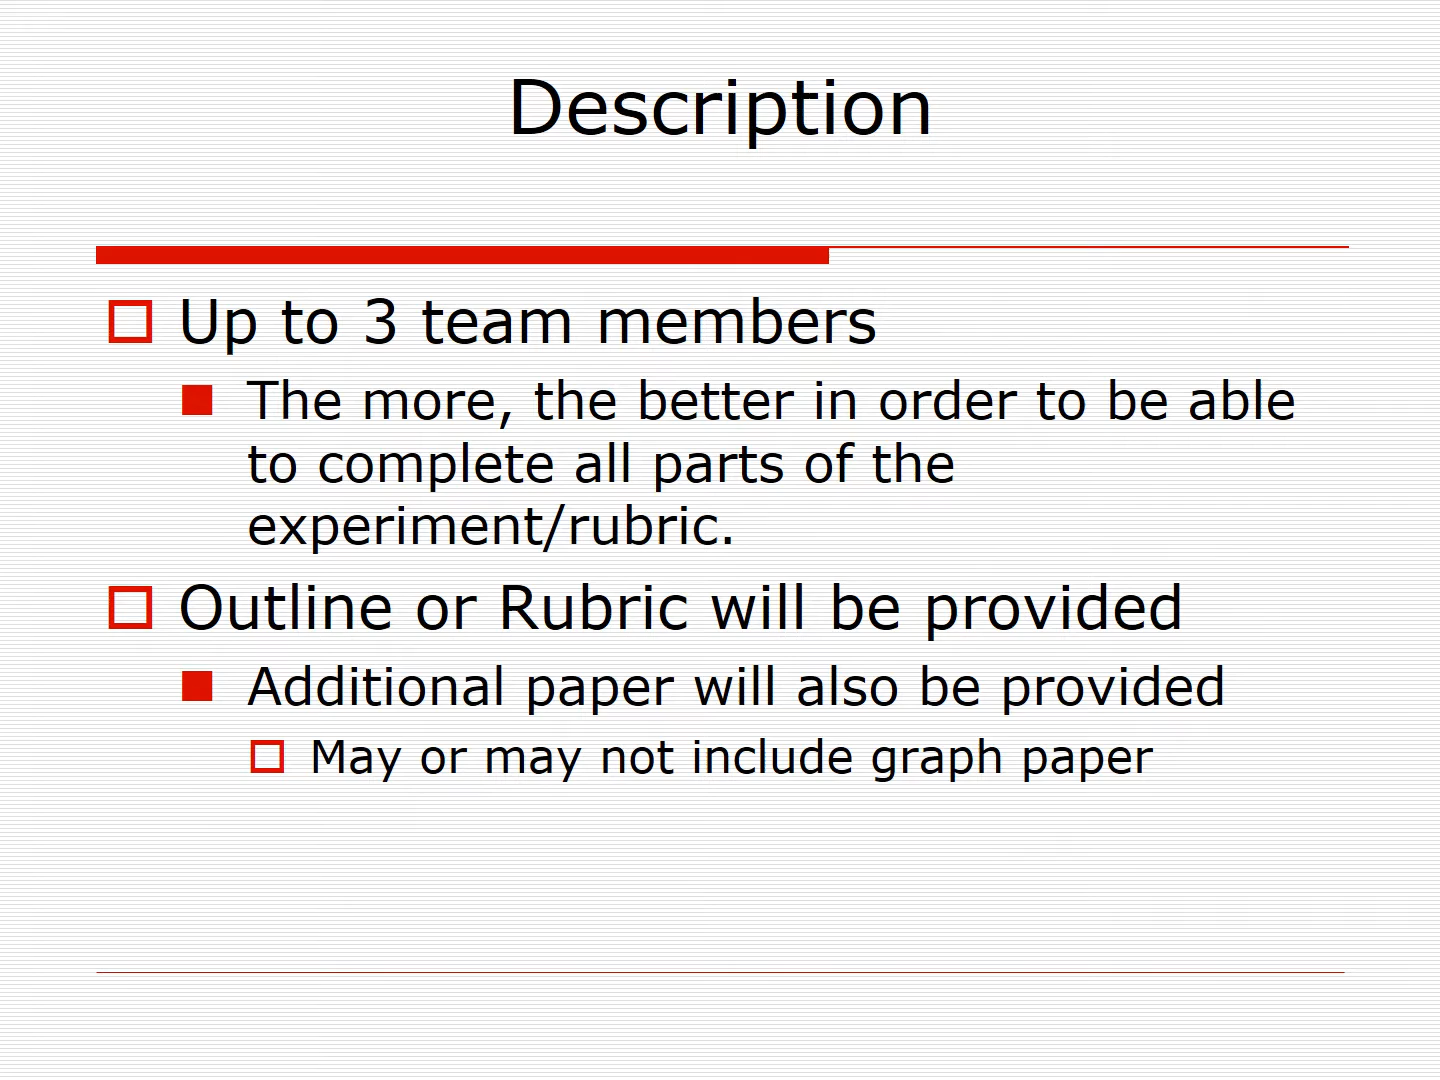 Description
Up to 3 team members
The more, the better in order to be able
to complete all parts of the
experiment/rubric.
Outline or Rubric will be provided
Additional paper will also be provided
May or may not include graph paper